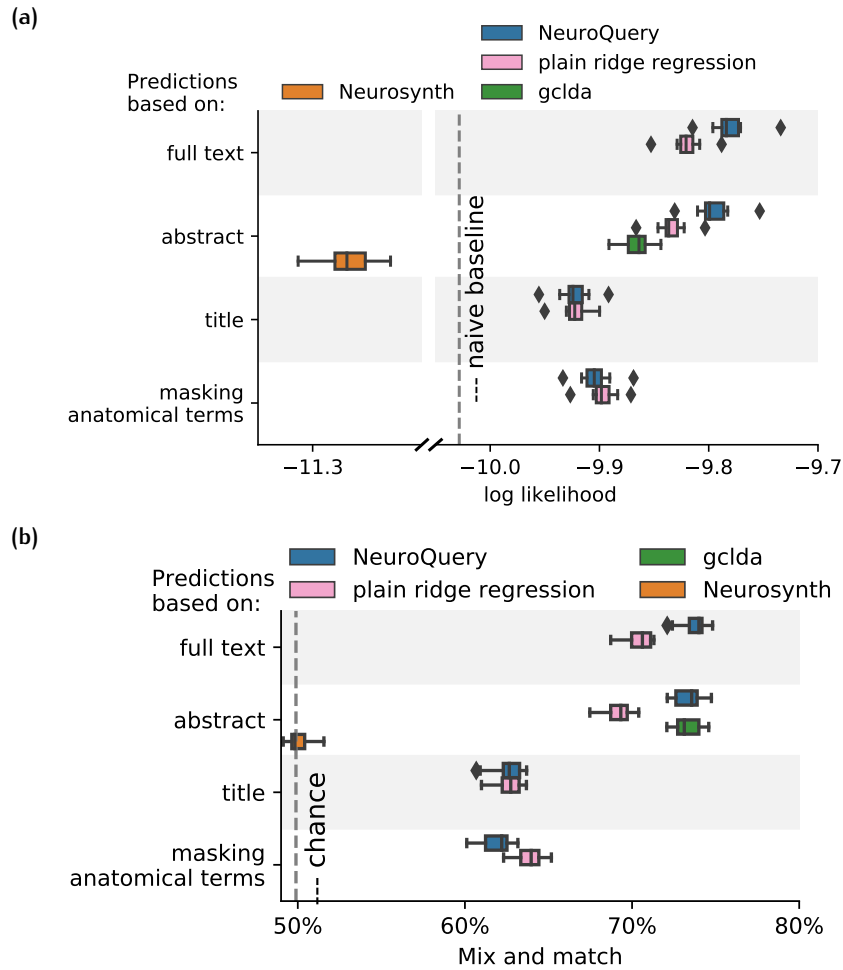 (a)
NeuroQuery
plain ridge regression
Predictions
based on:
Neurosynth
gclda
full text
abstract
title
masking
anatomical terms
naive baseline
−11.3
−10.0
−9.9
−9.8
−9.7
log likelihood
(b)
NeuroQuery
gclda
Predictions
based on:
plain ridge regression
Neurosynth
full text
abstract
title
masking
anatomical terms
chance
50%
60%
70%
80%
Mix and match